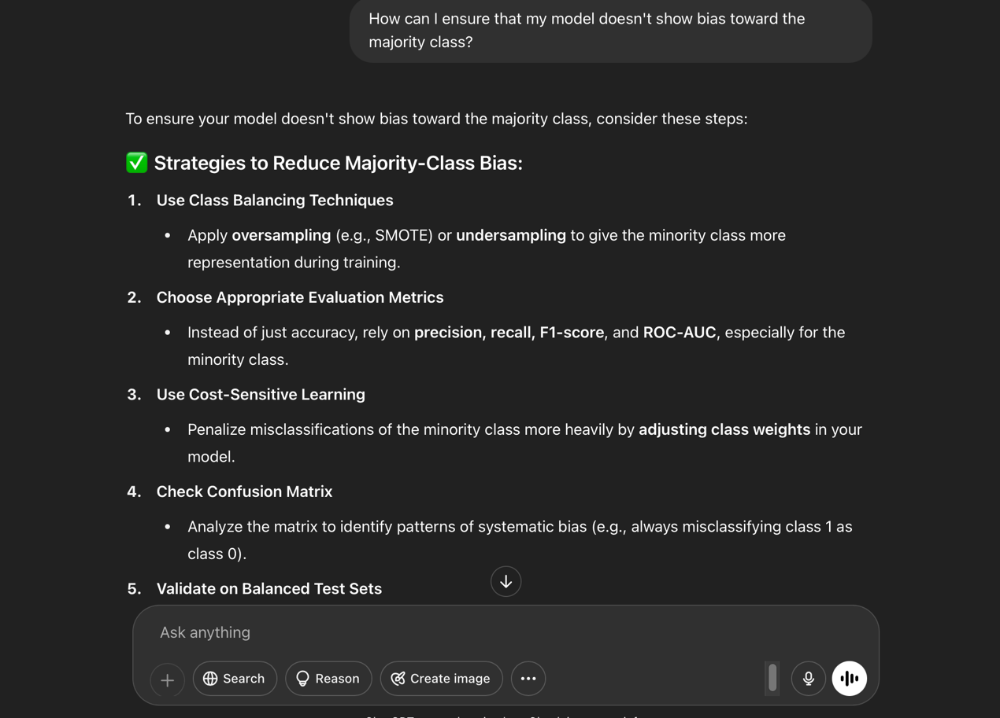 How can I ensure that my model doesn't show bias toward the
majority class?
To ensure your model doesn't show bias toward the majority class, consider these steps:
✅ Strategies to Reduce Majority-Class Bias:
1. Use Class Balancing Techniques
• Apply oversampling (e.g., SMOTE) or undersampling to give the minority class more
representation during training.
2. Choose Appropriate Evaluation Metrics
• Instead of just accuracy, rely on precision, recall, F1-score, and ROC-AUC, especially for the
minority class.
3. Use Cost-Sensitive Learning
• Penalize misclassifications of the minority class more heavily by adjusting class weights in your
model.
4. Check Confusion Matrix
• Analyze the matrix to identify patterns of systematic bias (e.g., always misclassifying class 1 as
class 0).
5. Validate on Balanced Test Sets
Ask anything
Search Reason Create image